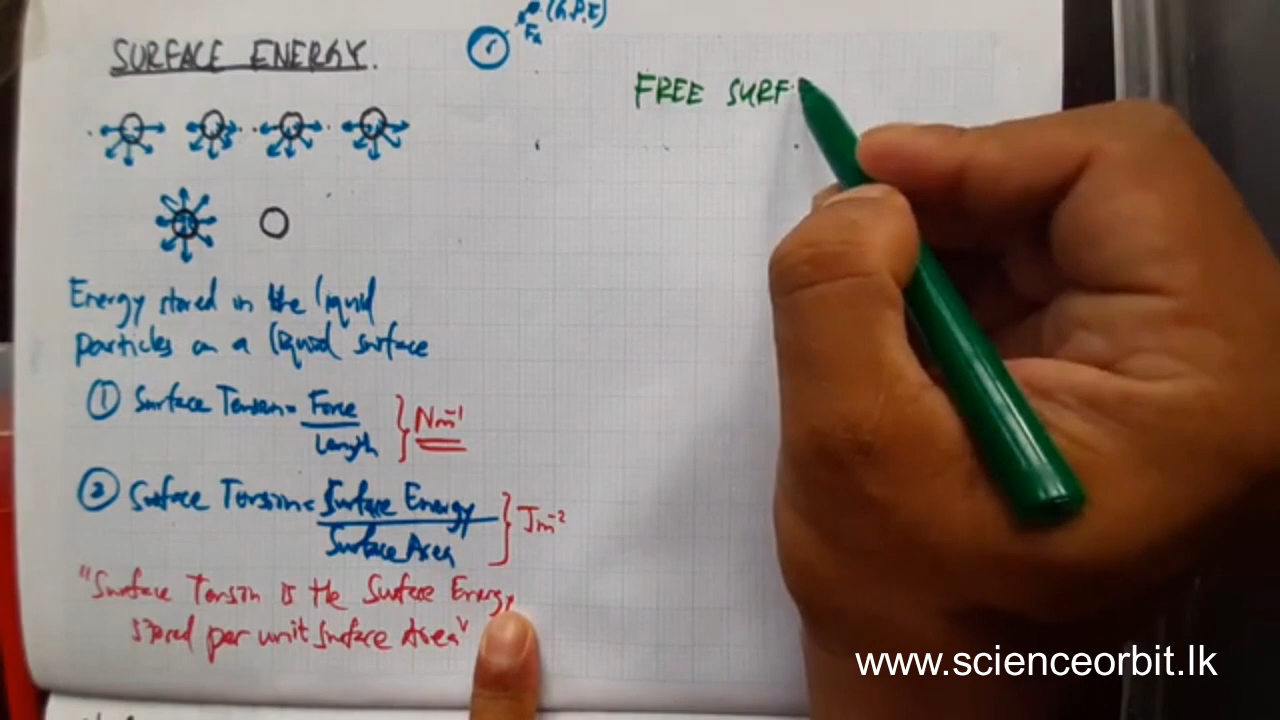 SURFACE ENERGY.
r
FREE SURF
Energy stored in the liquid
particles on a liquid surface
① Surface Tension = Force
Length
Nm⁻¹
② Surface Tension = Surface Energy
Surface Area
Jm⁻²
"Surface Tension is the Surface Energy
stored per unit Surface Area"
www.scienceorbit.lk